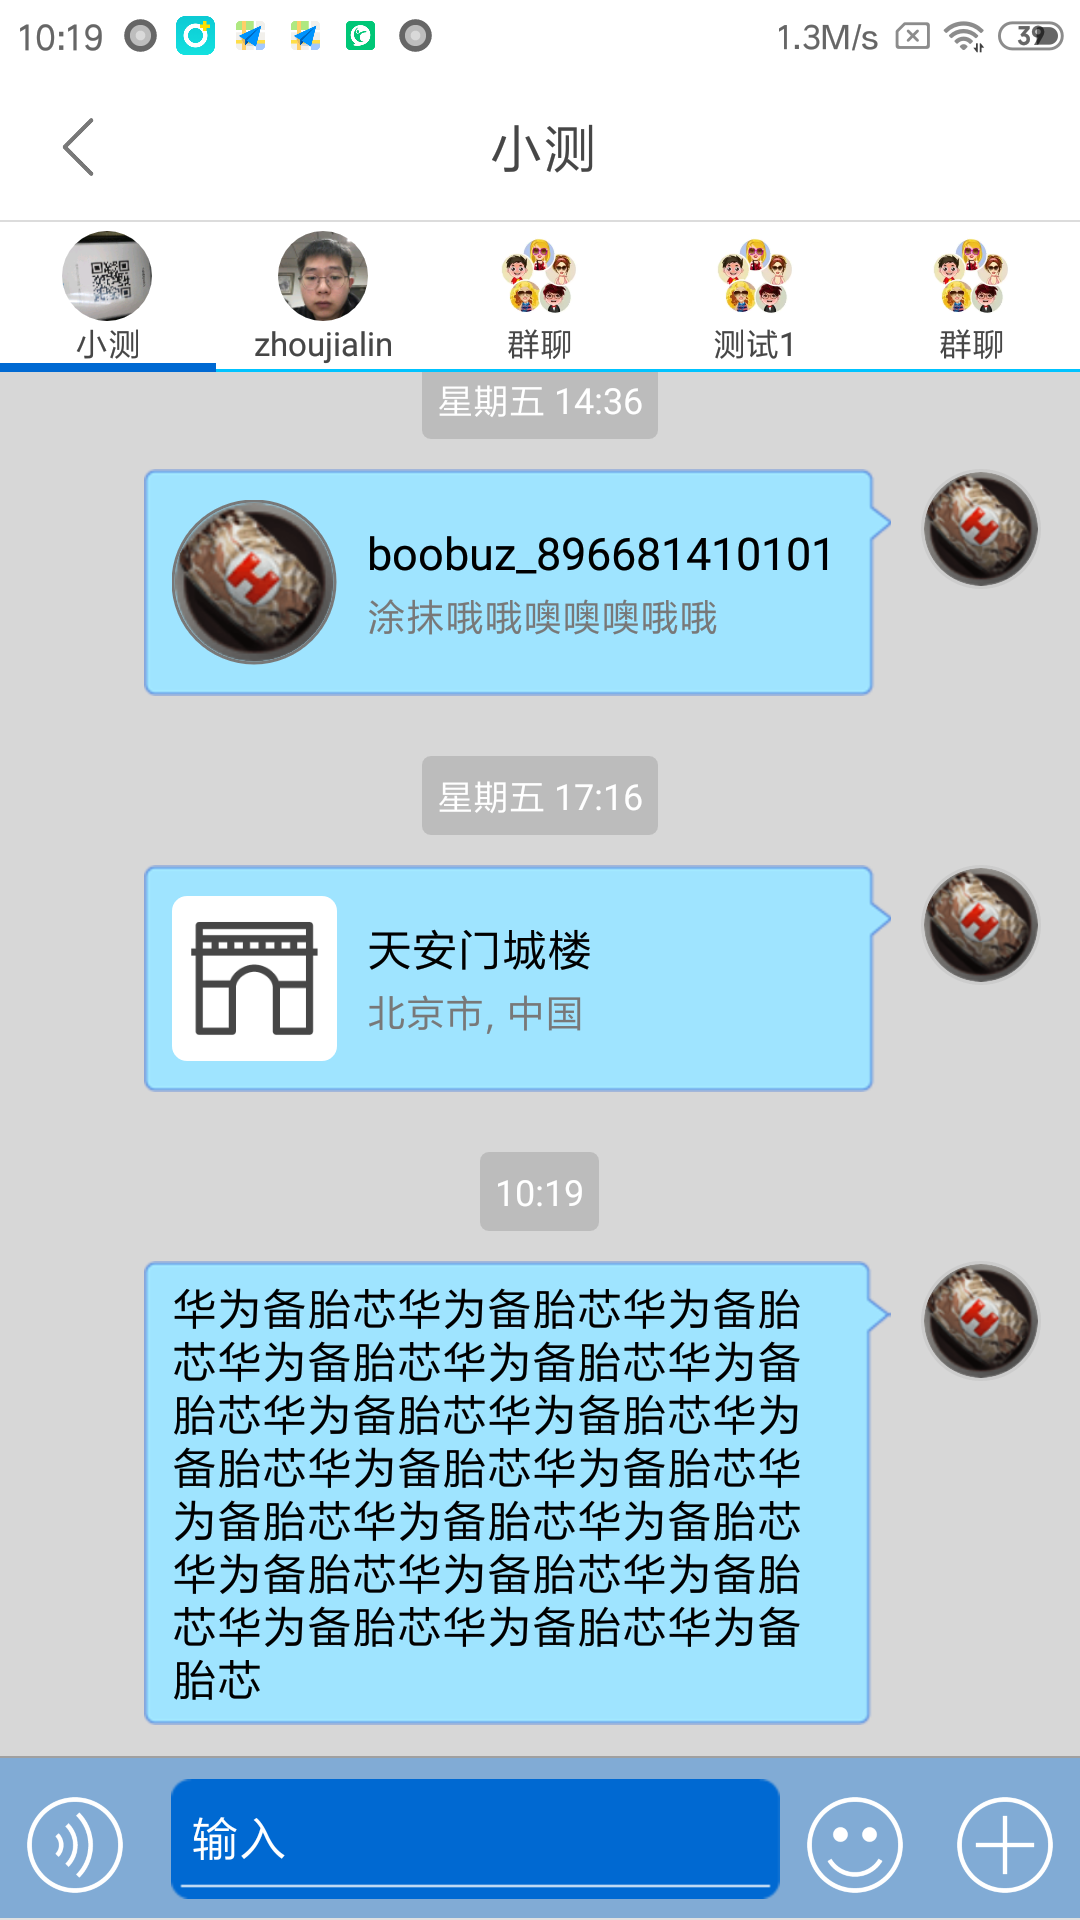 10:19
1.3M/s
39
小测
小测
zhoujialin
群聊
测试1
群聊
星期五 14:36
boobuz_896681410101
涂抹哦哦噢噢噢哦哦
星期五 17:16
天安门城楼
北京市, 中国
10:19
华为备胎芯华为备胎芯华为备胎
芯华为备胎芯华为备胎芯华为备
胎芯华为备胎芯华为备胎芯华为
备胎芯华为备胎芯华为备胎芯华
为备胎芯华为备胎芯华为备胎芯
华为备胎芯华为备胎芯华为备胎
芯华为备胎芯华为备胎芯华为备
胎芯
输入